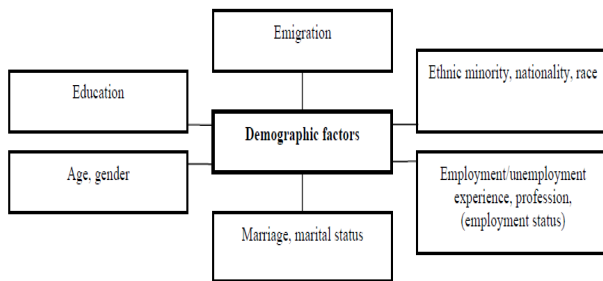 Emigration
Ethnic minority, nationality, race
Education
Demographic factors
Age, gender
Employment/unemployment
experience, profession,
(employment status)
Marriage, marital status